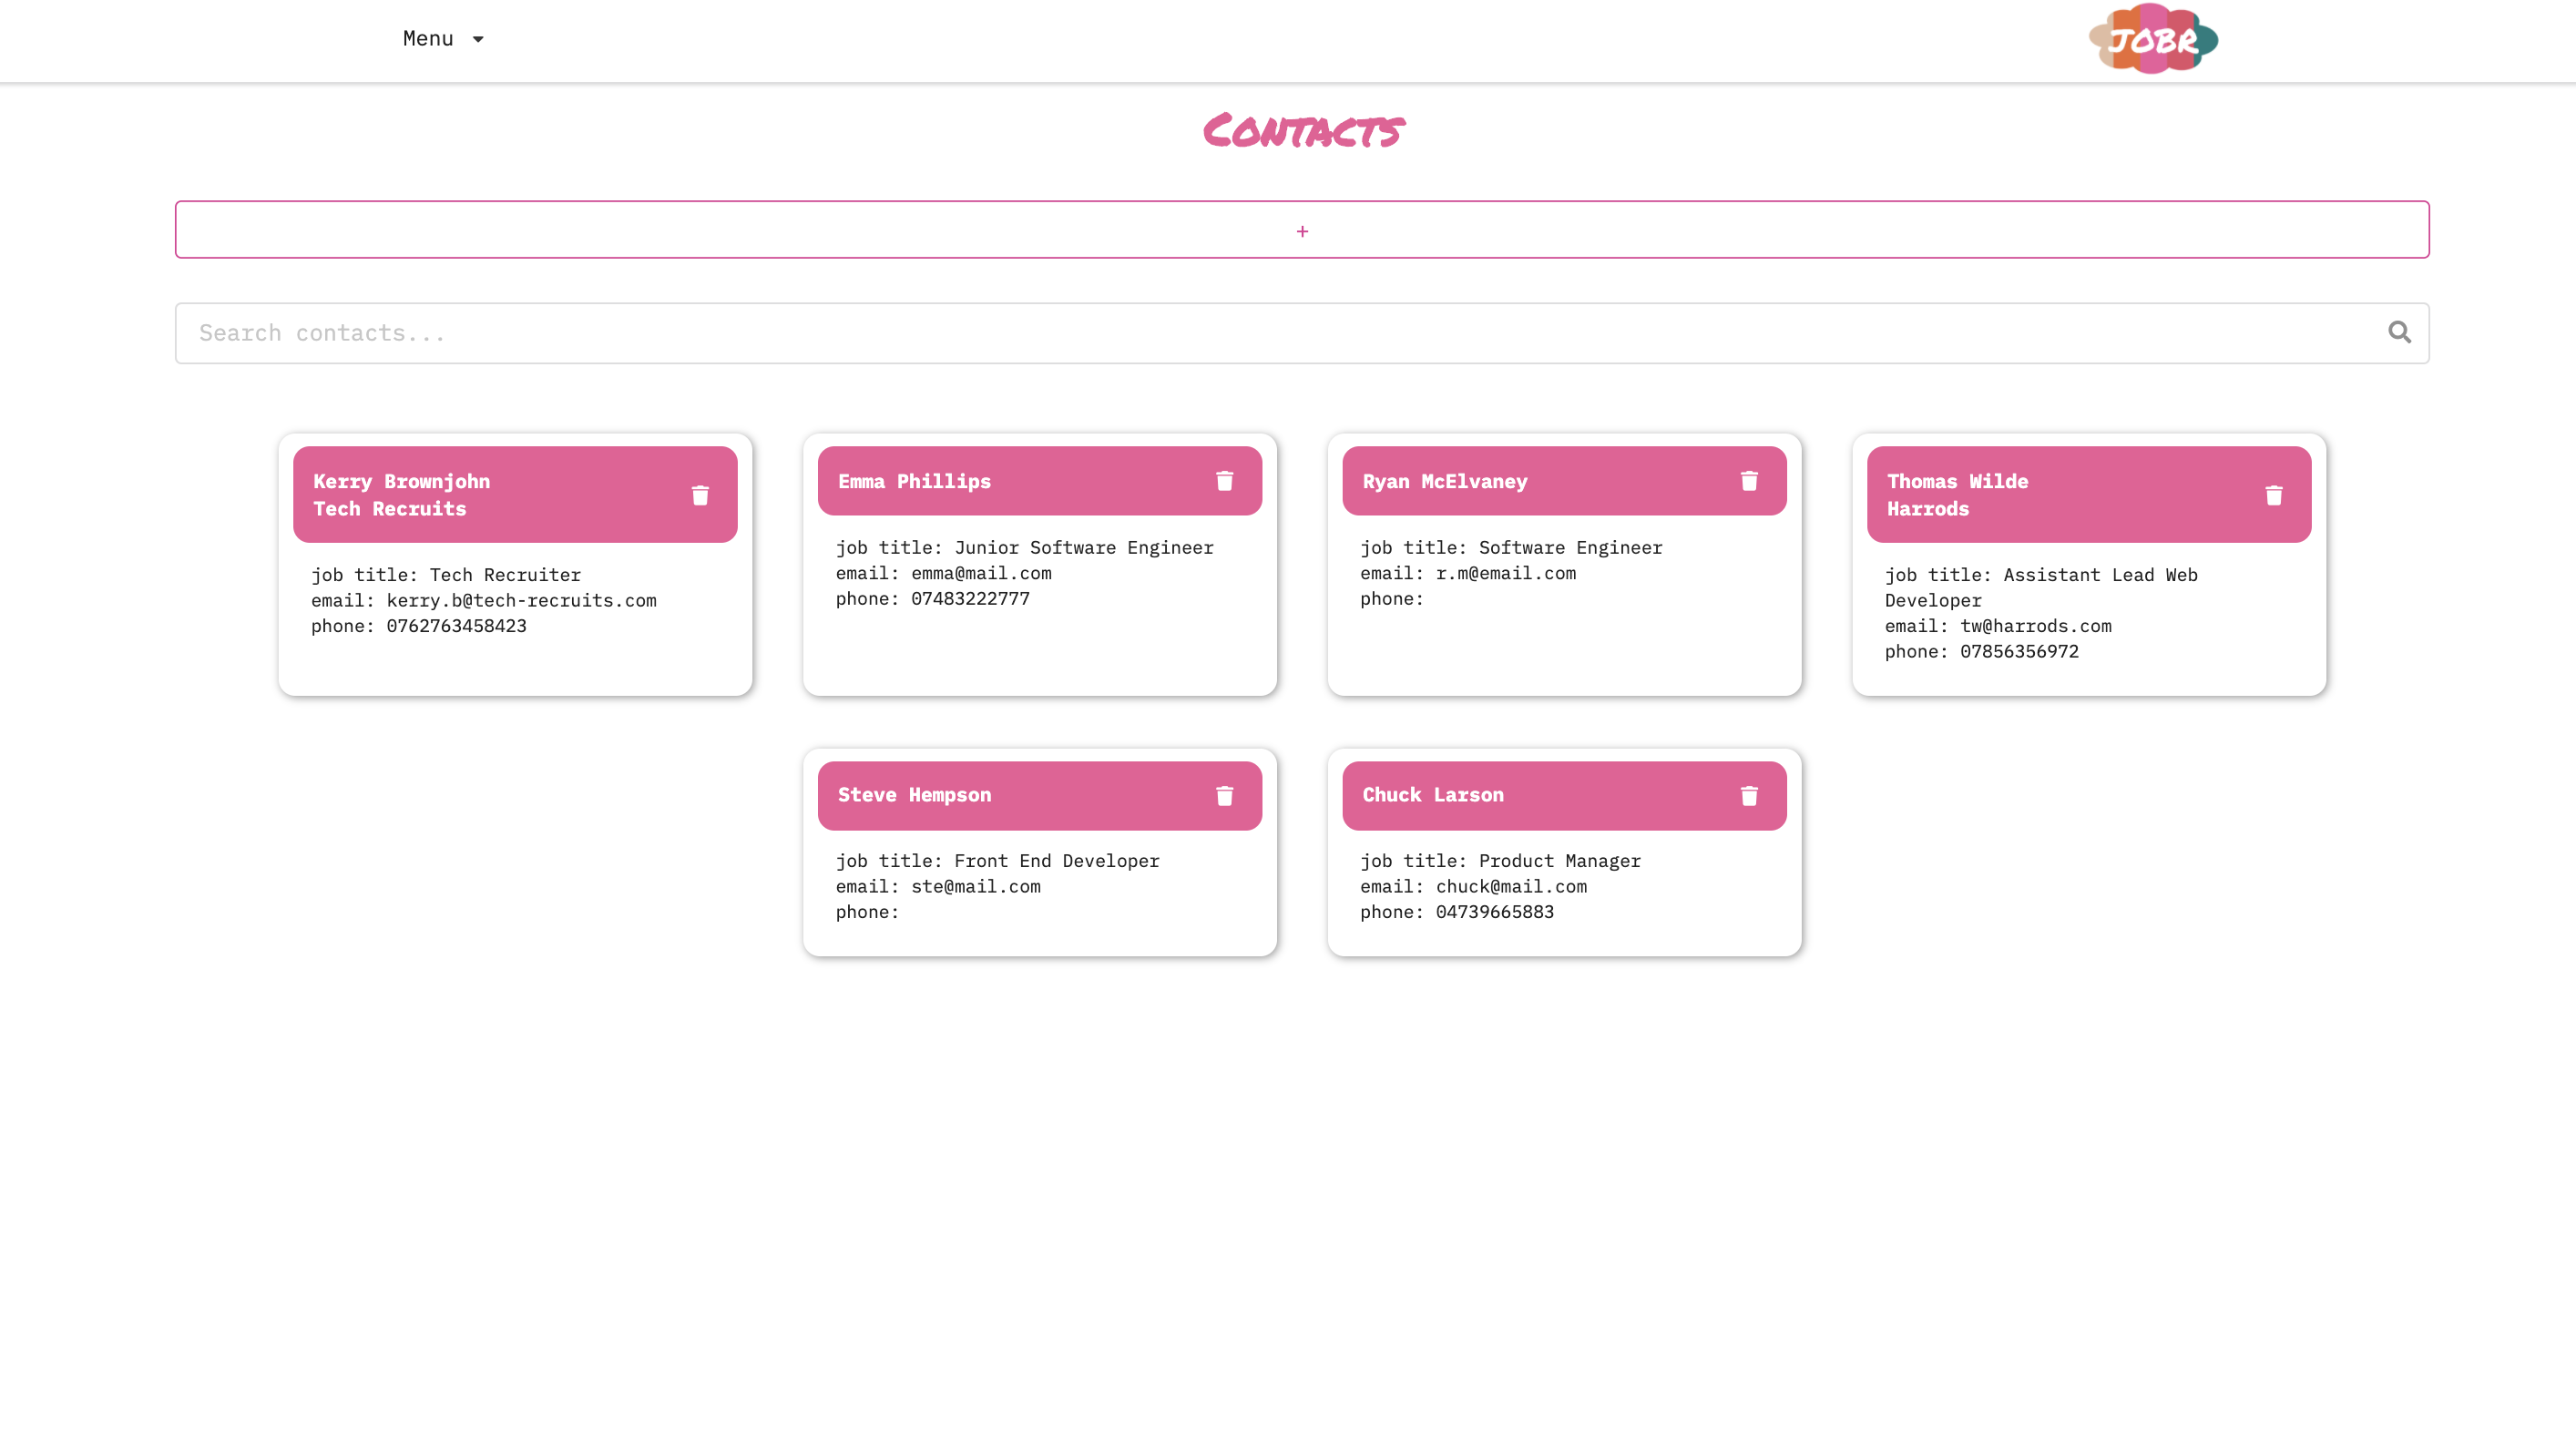 Menu
JOBR
Contacts
+
Search contacts...
Kerry Brownjohn
Tech Recruits
job title: Tech Recruiter
email: kerry.b@tech-recruits.com
phone: 0762763458423
Emma Phillips
job title: Junior Software Engineer
email: emma@mail.com
phone: 07483222777
Ryan McElvaney
job title: Software Engineer
email: r.m@email.com
phone:
Thomas Wilde
Harrods
job title: Assistant Lead Web
Developer
email: tw@harrods.com
phone: 07856356972
Steve Hempson
job title: Front End Developer
email: ste@mail.com
phone:
Chuck Larson
job title: Product Manager
email: chuck@mail.com
phone: 04739665883